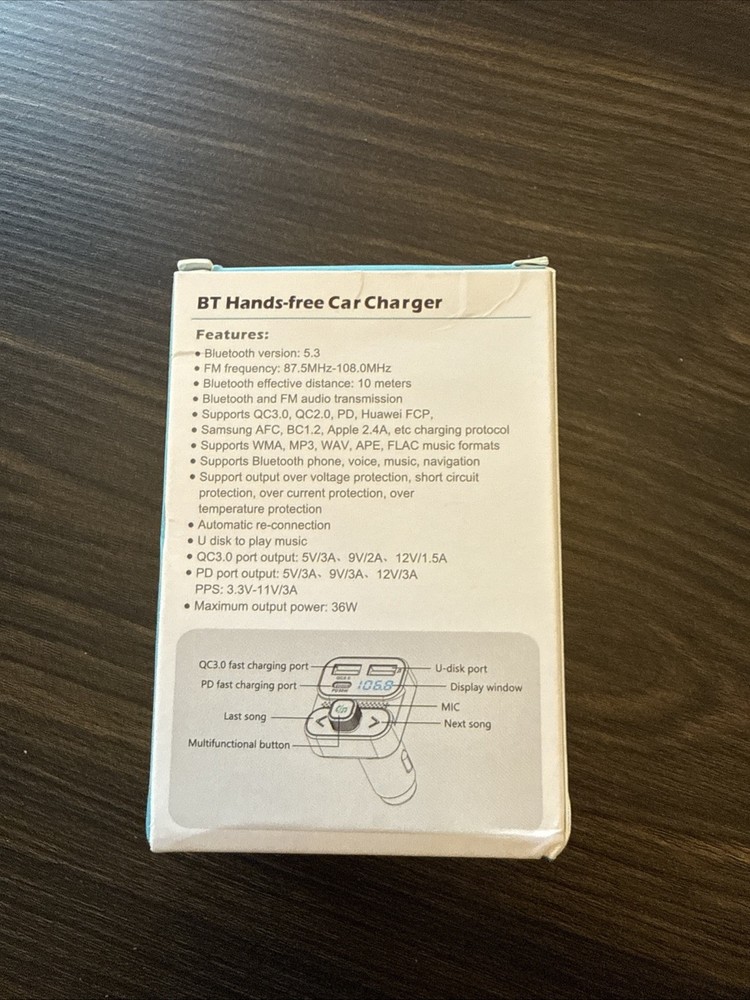 BT Hands-free Car Charger
Features:
• Bluetooth version: 5.3
• FM frequency: 87.5MHz-108.0MHz
• Bluetooth effective distance: 10 meters
• Bluetooth and FM audio transmission
• Supports QC3.0, QC2.0, PD, Huawei FCP,
• Samsung AFC, BC1.2, Apple 2.4A, etc charging protocol
• Supports WMA, MP3, WAV, APE, FLAC music formats
• Supports Bluetooth phone, voice, music, navigation
• Support output over voltage protection, short circuit
protection, over current protection, over
temperature protection
• Automatic re-connection
• U disk to play music
• QC3.0 port output: 5V/3A、9V/2A、12V/1.5A
• PD port output: 5V/3A、9V/3A、12V/3A
PPS: 3.3V-11V/3A
• Maximum output power: 36W
QC3.0 fast charging port
U-disk port
PD fast charging port
106.8
Display window
MIC
Last song
Next song
Multifunctional button